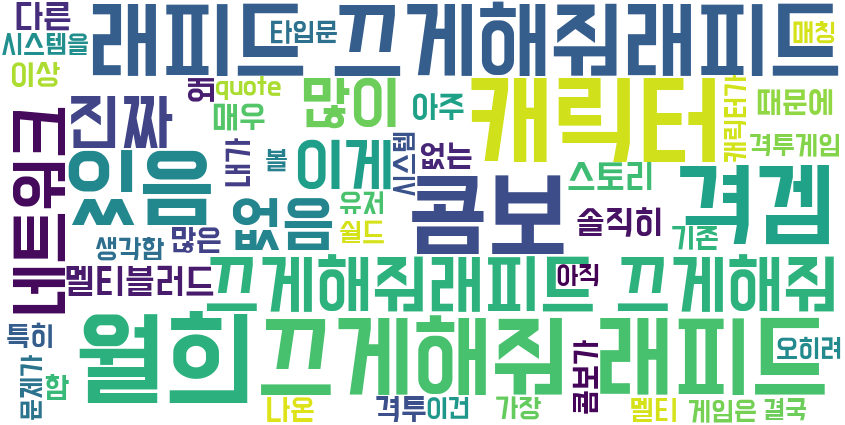 다른
시스템을
이상
래피드 끄게해줘래피드
타입문
매칭
진짜
왜
quote
매우
많이
아주
캐릭터
캐릭터가
때문에
격투게임
네트워크
있음
내가
볼
이게
시스템
없는
스토리
격겜
생각함
많은
없음
유저
쉴드
콤보
솔직히
기존
멜티블러드
끄게해줘래피드 끄게해줘
아직
특히
문제가
함
월희
끄게해줘 래피드
오히려
나온
격투
이건
가장
콤보가
멜티
게임은
결국